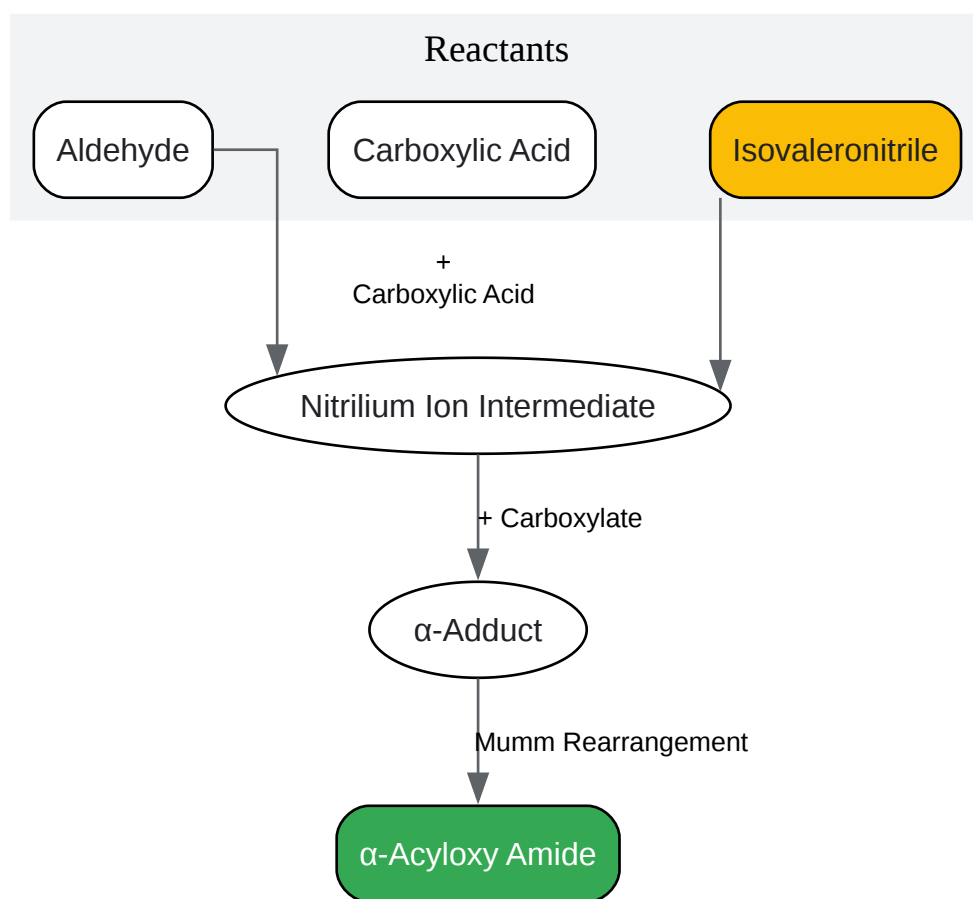 Reactants
Aldehyde
Carboxylic Acid
Isovaleronitrile
+
Carboxylic Acid
Nitrilium Ion Intermediate
+ Carboxylate
α-Adduct
Mumm Rearrangement
α-Acyloxy Amide